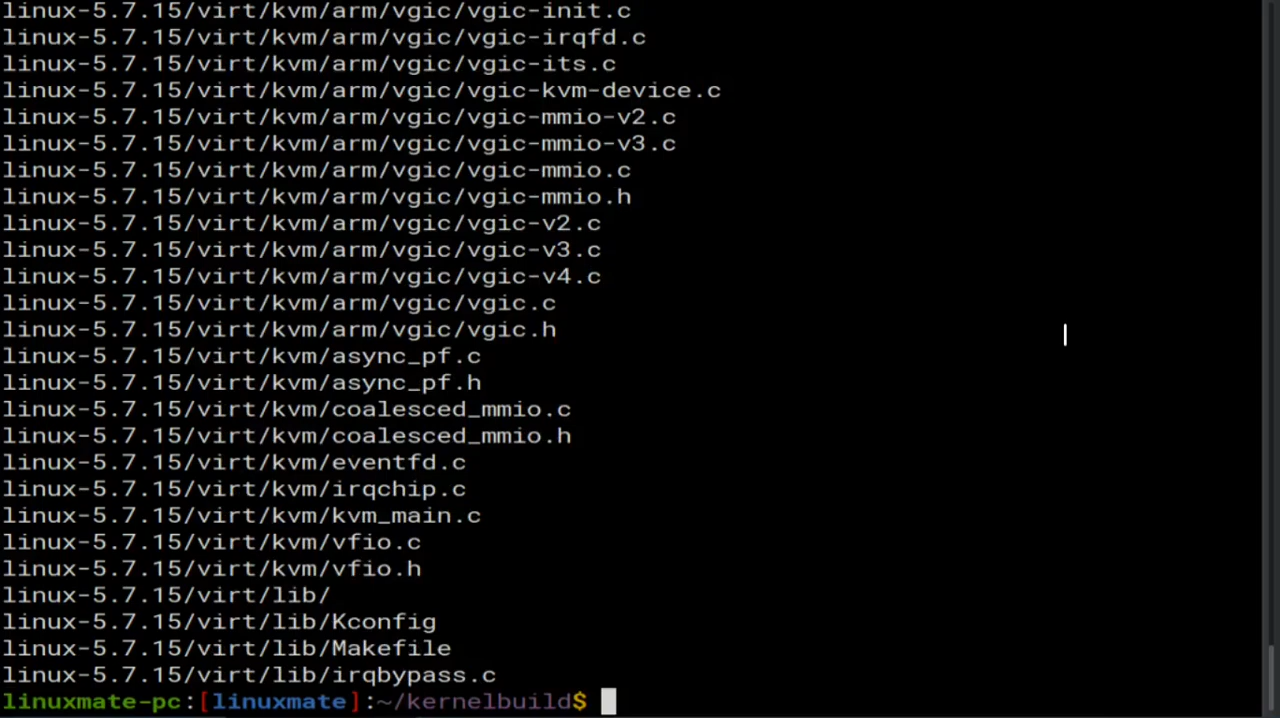 linux-5.7.15/virt/kvm/arm/vgic/vgic-init.c
linux-5.7.15/virt/kvm/arm/vgic/vgic-irqfd.c
linux-5.7.15/virt/kvm/arm/vgic/vgic-its.c
linux-5.7.15/virt/kvm/arm/vgic/vgic-kvm-device.c
linux-5.7.15/virt/kvm/arm/vgic/vgic-mmio-v2.c
linux-5.7.15/virt/kvm/arm/vgic/vgic-mmio-v3.c
linux-5.7.15/virt/kvm/arm/vgic/vgic-mmio.c
linux-5.7.15/virt/kvm/arm/vgic/vgic-mmio.h
linux-5.7.15/virt/kvm/arm/vgic/vgic-v2.c
linux-5.7.15/virt/kvm/arm/vgic/vgic-v3.c
linux-5.7.15/virt/kvm/arm/vgic/vgic-v4.c
linux-5.7.15/virt/kvm/arm/vgic/vgic.c
linux-5.7.15/virt/kvm/arm/vgic/vgic.h
linux-5.7.15/virt/kvm/async_pf.c
linux-5.7.15/virt/kvm/async_pf.h
linux-5.7.15/virt/kvm/coalesced_mmio.c
linux-5.7.15/virt/kvm/coalesced_mmio.h
linux-5.7.15/virt/kvm/eventfd.c
linux-5.7.15/virt/kvm/irqchip.c
linux-5.7.15/virt/kvm/kvm_main.c
linux-5.7.15/virt/kvm/vfio.c
linux-5.7.15/virt/kvm/vfio.h
linux-5.7.15/virt/lib/
linux-5.7.15/virt/lib/Kconfig
linux-5.7.15/virt/lib/Makefile
linux-5.7.15/virt/lib/irqbypass.c
linuxmate-pc:[linuxmate]:~/kernelbuild$